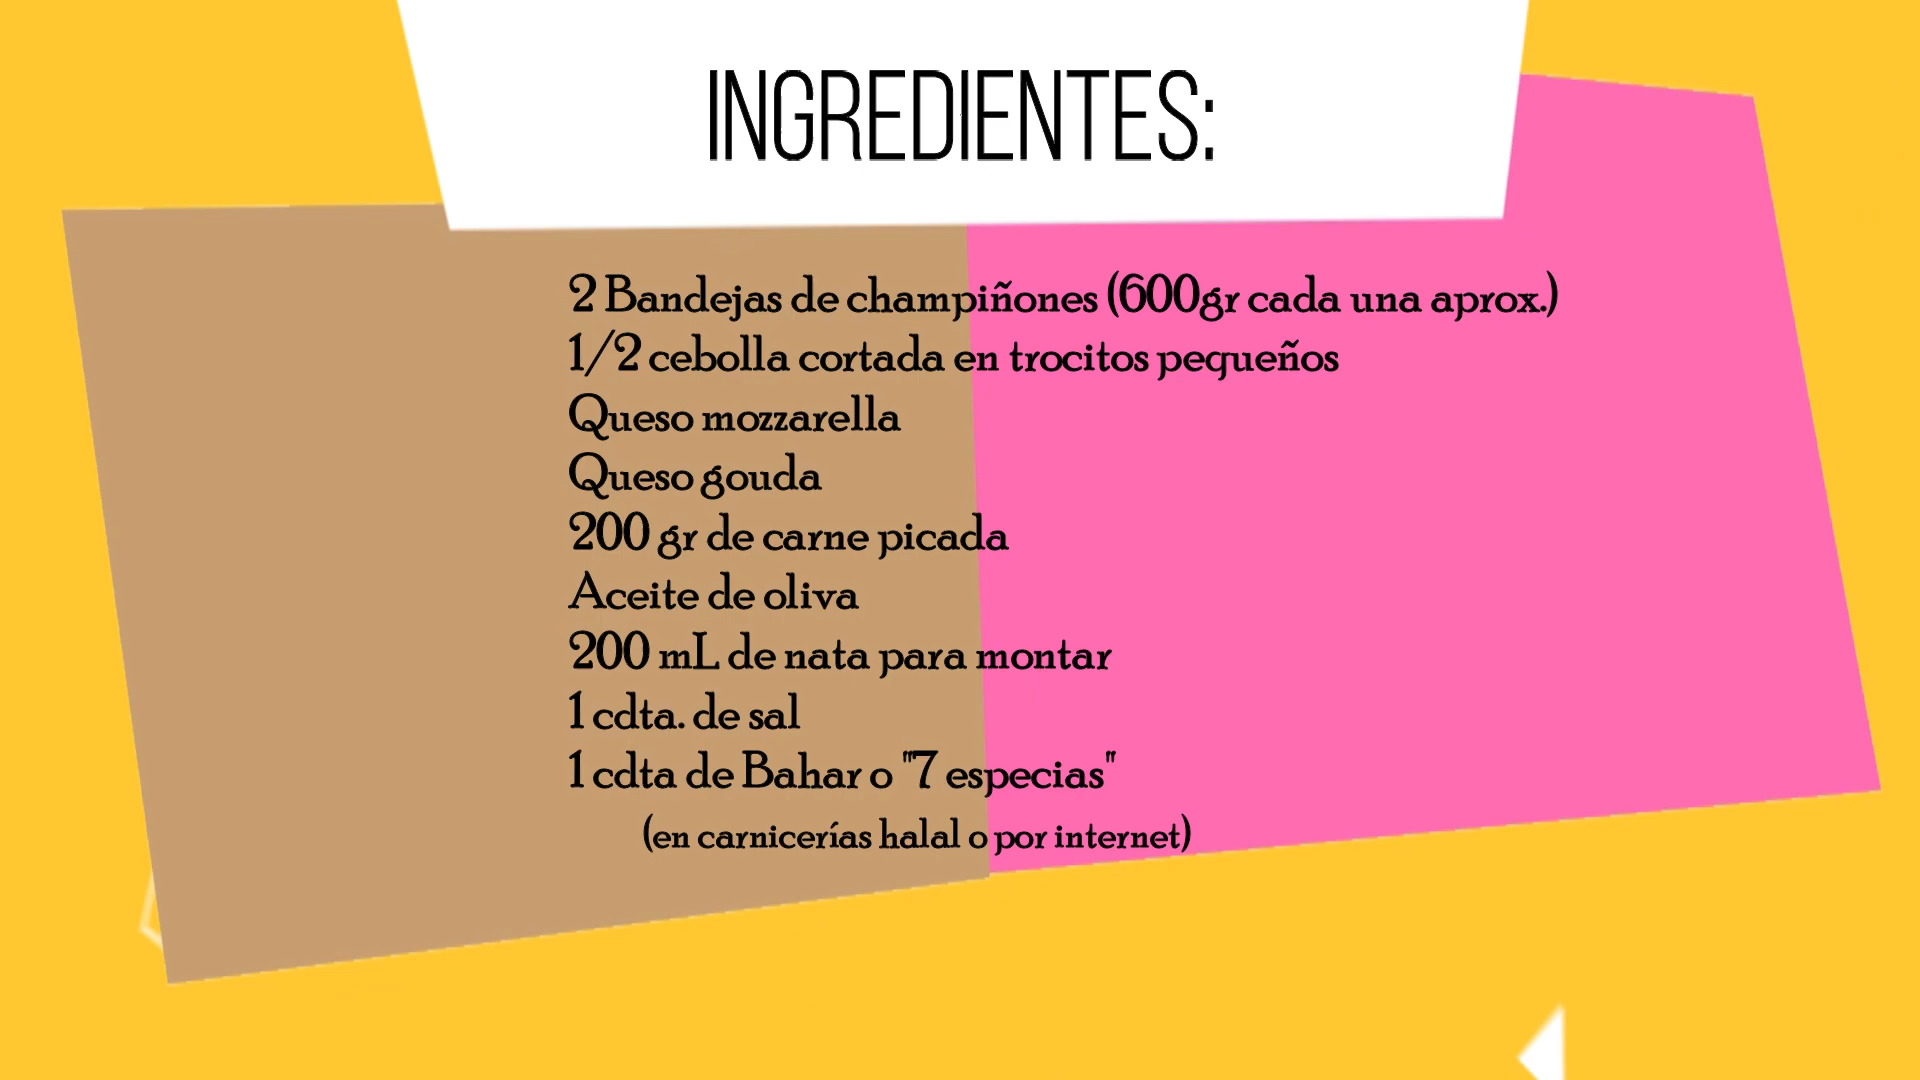 INGREDIENTES:
2 Bandejas de champiñones (600gr cada una aprox.)
1/2 cebolla cortada en trocitos pequeños
Queso mozzarella
Queso gouda
200 gr de carne picada
Aceite de oliva
200 mL de nata para montar
1 cdta. de sal
1 cdta de Bahar o "7 especias"
(en carnicerías halal o por internet)